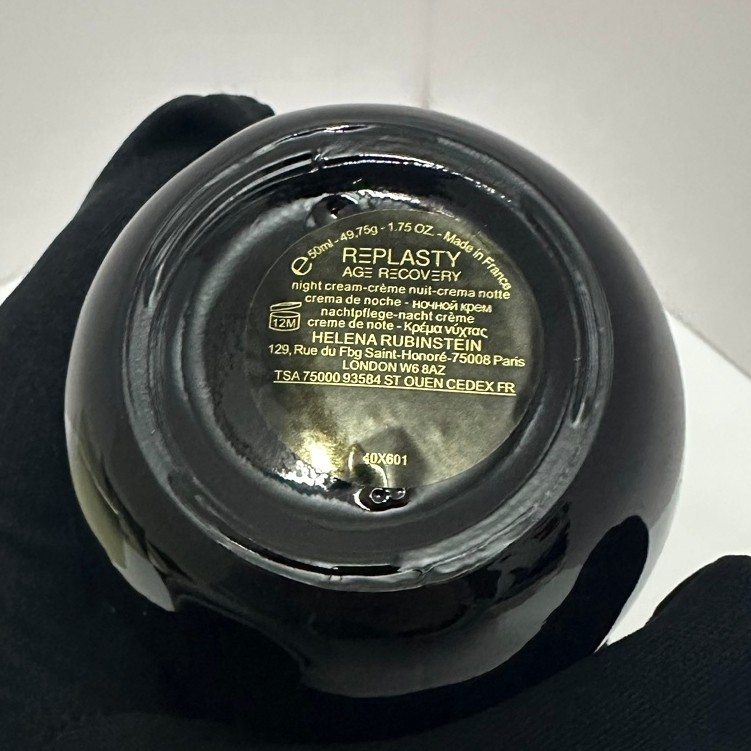 ℮ 50ml - 49,75g - 1.75 OZ. - Made in France
REPLASTY
AGE RECOVERY
night cream-crème nuit-crema notte
crema de noche - ночной крем
nachtpflege-nacht crème
12M
creme de note - Κρέμα νύχτας
HELENA RUBINSTEIN
129, Rue du Fbg Saint-Honoré-75008 Paris
LONDON W6 8AZ
TSA 75000 93584 ST OUEN CEDEX FR
40X601